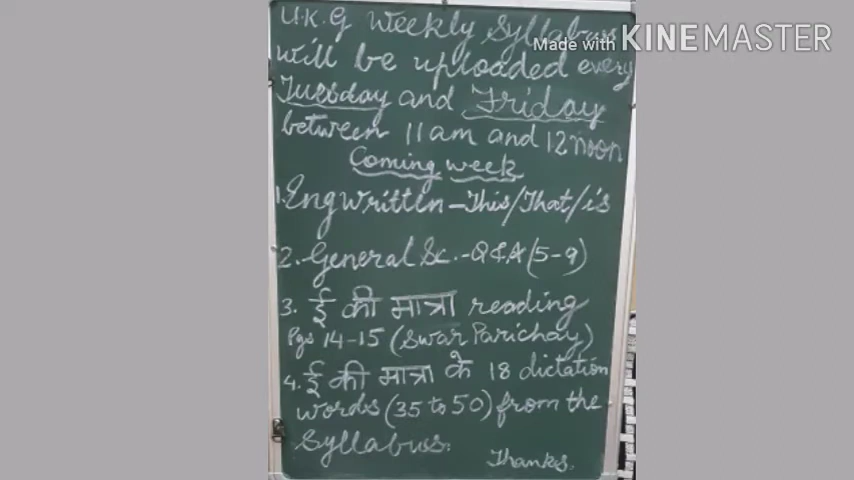 U.K.G Weekly Syllabus
Made with KINEMASTER
will be uploaded every
Tuesday and Friday
between 11am and 12 noon
Coming week
1. Eng written - This/That/is
2. General Sc. - Q & A (5-9)
3. ई की मात्रा reading
Pgs 14-15 (Swar Parichay)
4. ई की मात्रा के 18 dictation
words (35 to 50) from the
Syllabus.
Thanks.